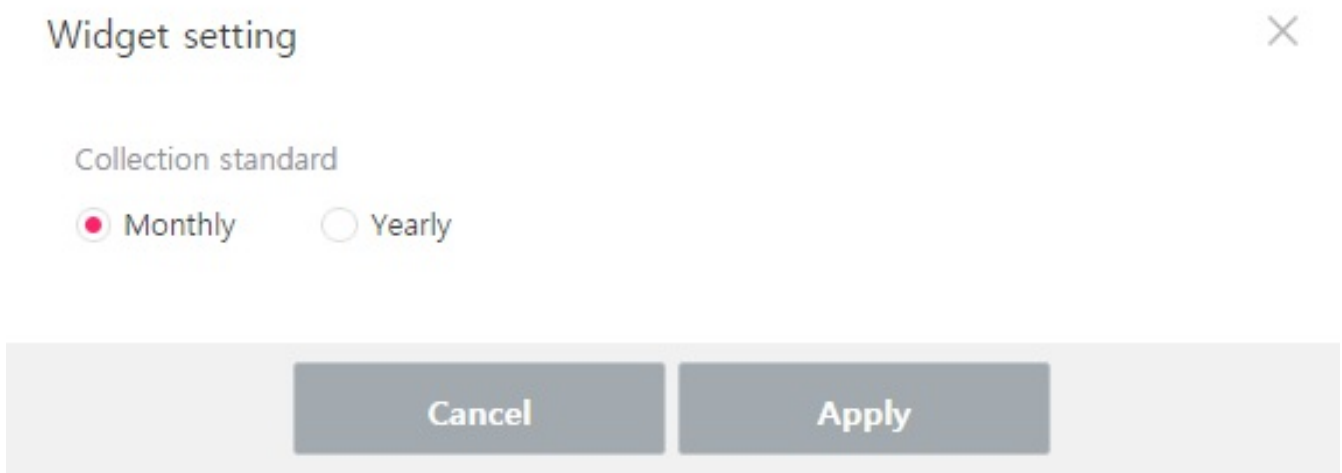 Widget setting
Collection standard
Monthly Yearly
Cancel Apply